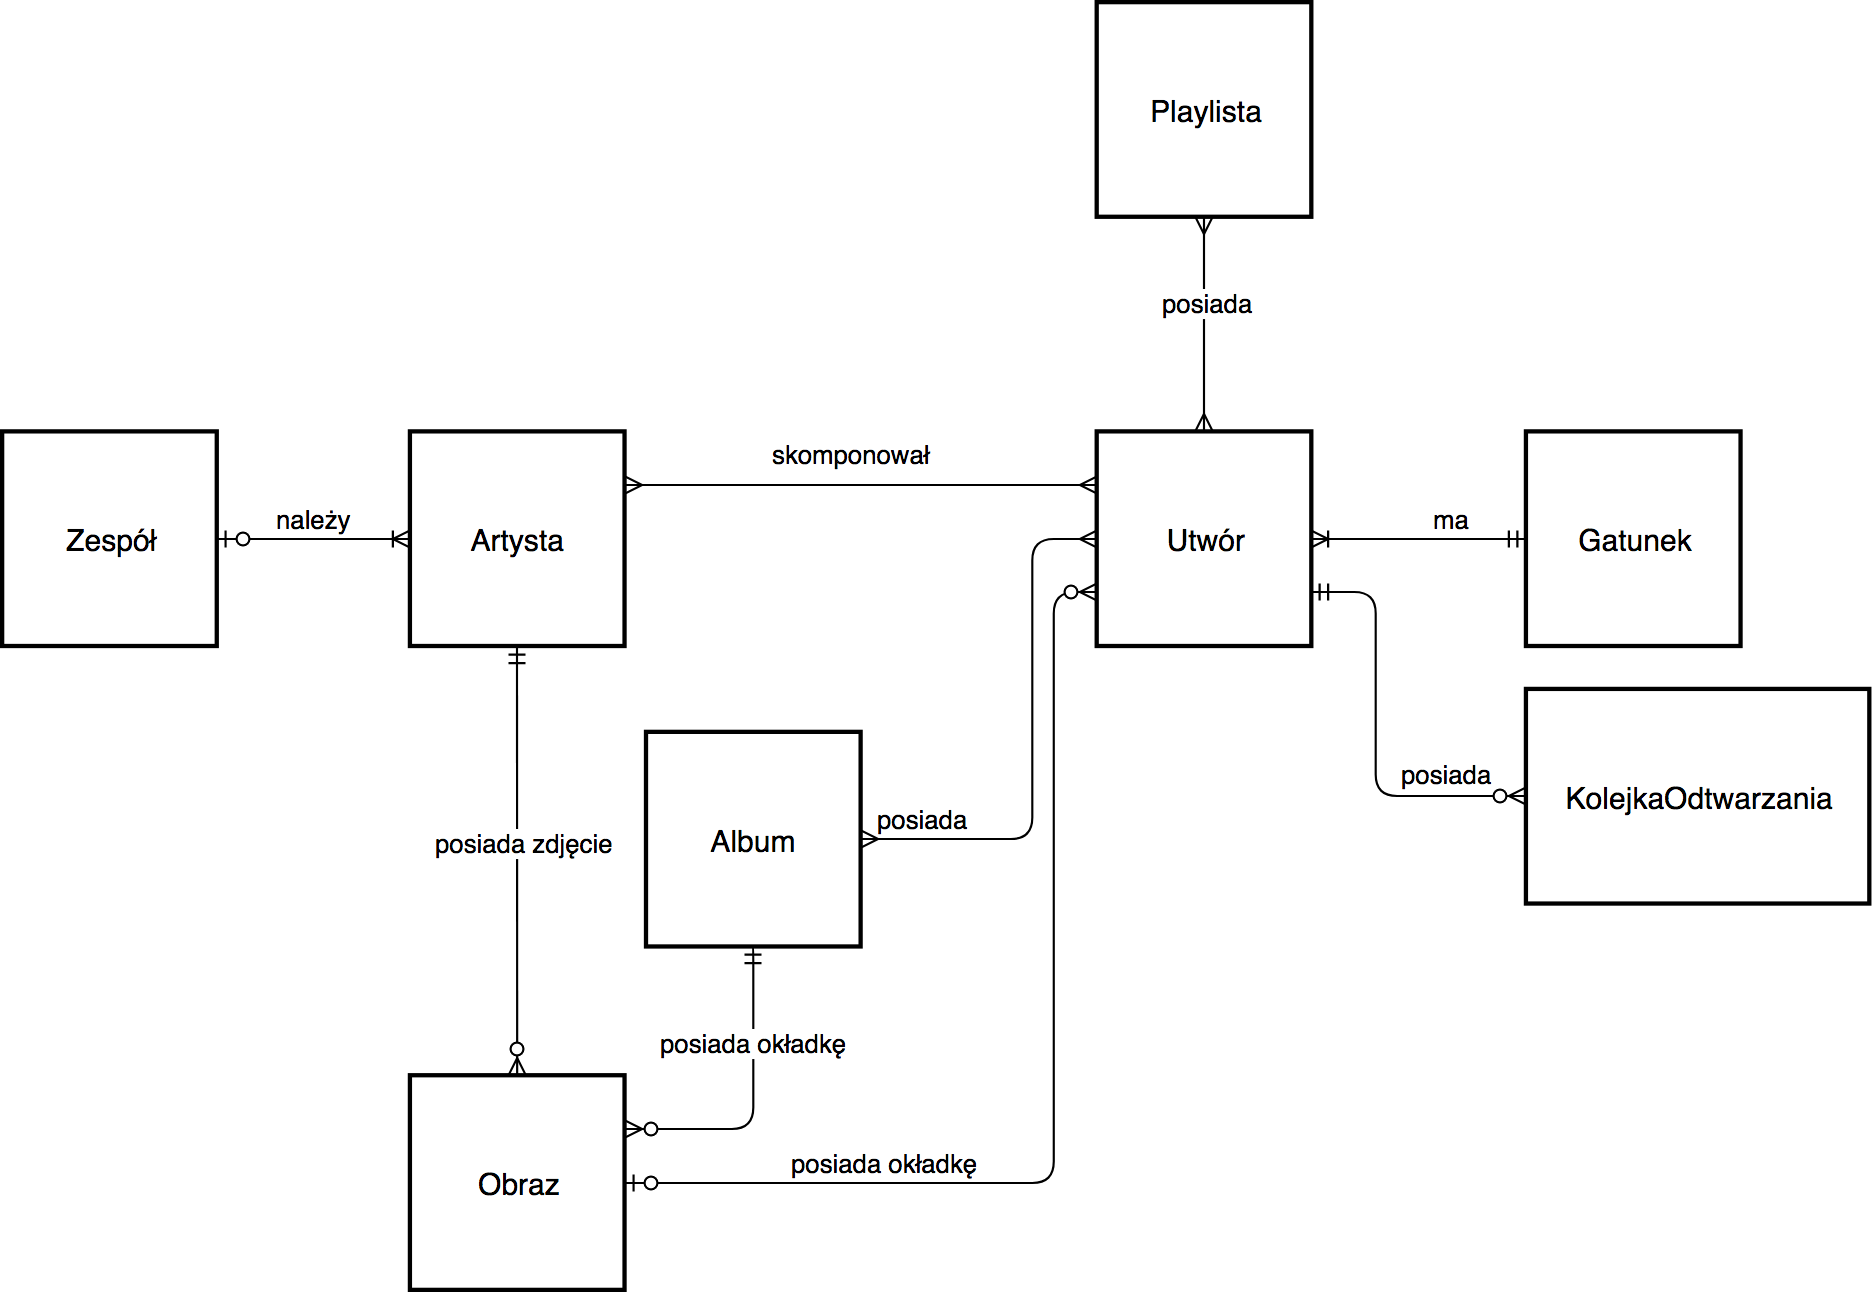 Playlista
posiada
skomponował
należy
ma
Zespół
Artysta
Utwór
Gatunek
posiada
KolejkaOdtwarzania
posiada
posiada zdjęcie
Album
posiada okładkę
posiada okładkę
Obraz